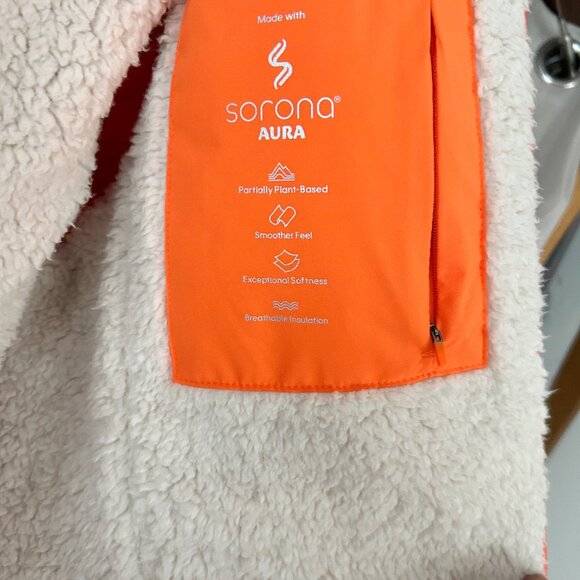 Made with
sorona®
AURA
Partially Plant-Based
Smoother Feel
Exceptional Softness
Breathable Insulation